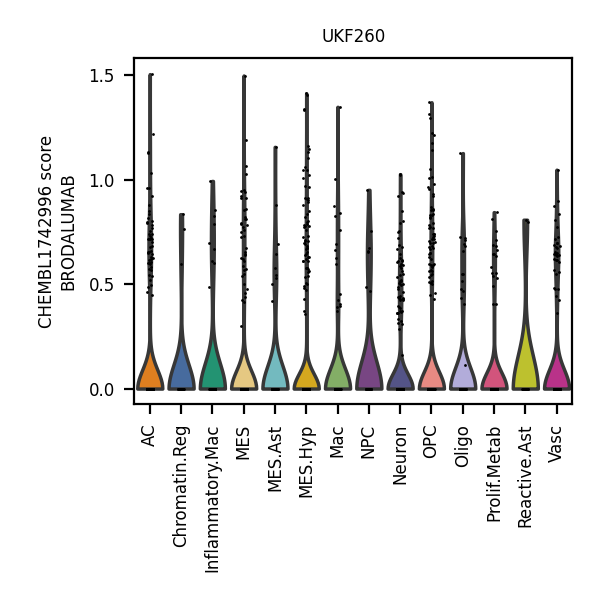 UKF260
CHEMBL1742996 score
BRODALUMAB
1.5
1.0
0.5
0.0
AC
Chromatin.Reg
Inflammatory.Mac
MES
MES.Ast
MES.Hyp
Mac
NPC
Neuron
OPC
Oligo
Prolif.Metab
Reactive.Ast
Vasc